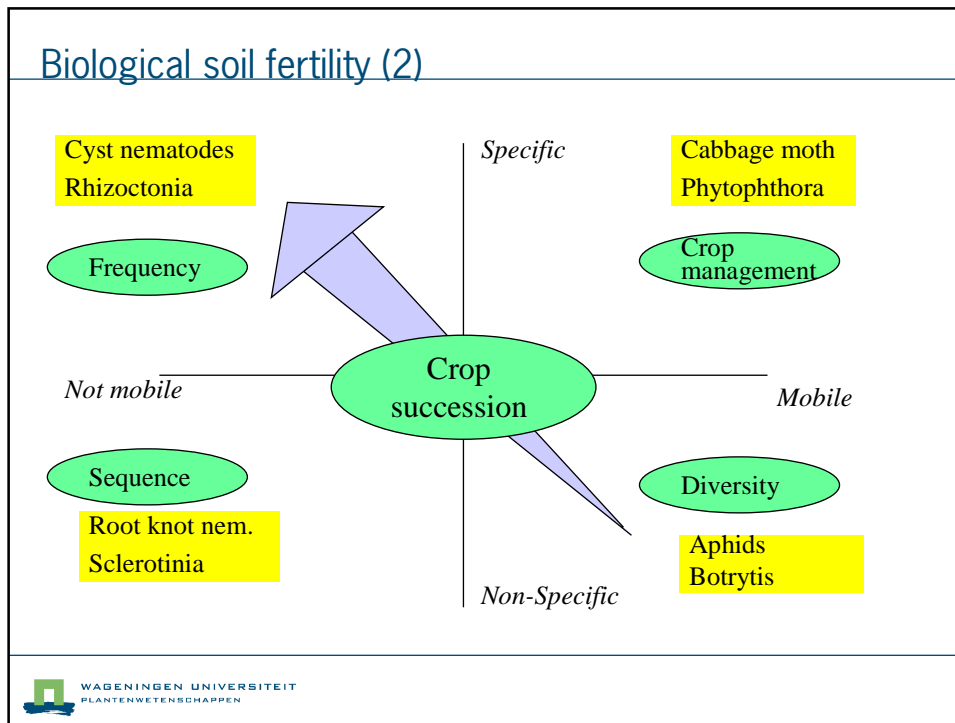 Biological soil fertility (2)
Cyst nematodes
Rhizoctonia
Specific
Cabbage moth
Phytophthora
Frequency
Crop
management
Not mobile
Crop
succession
Mobile
Sequence
Root knot nem.
Sclerotinia
Diversity
Aphids
Botrytis
Non-Specific
WAGENINGEN UNIVERSITEIT
PLANTENWETENSCHAPPEN